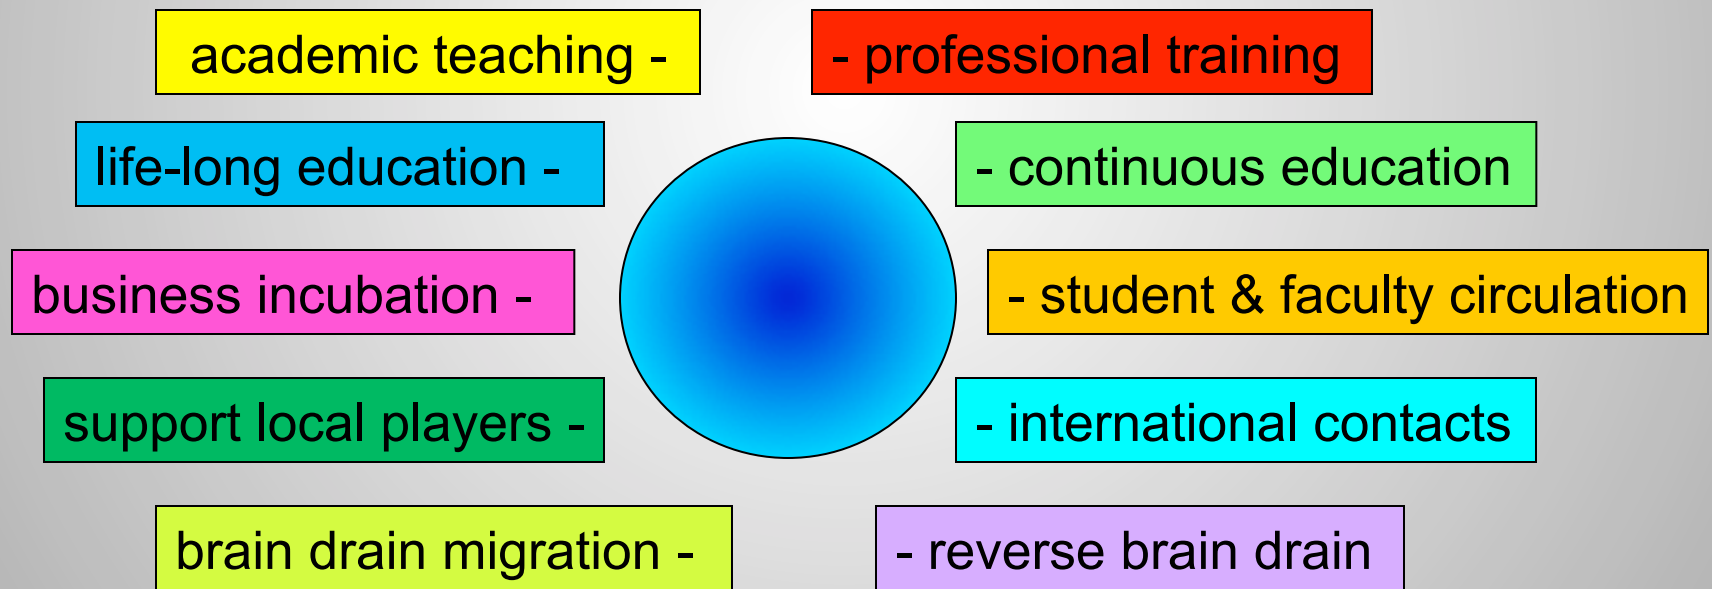 academic teaching -
- professional training
life-long education -
- continuous education
business incubation -
- student & faculty circulation
support local players -
- international contacts
brain drain migration -
- reverse brain drain